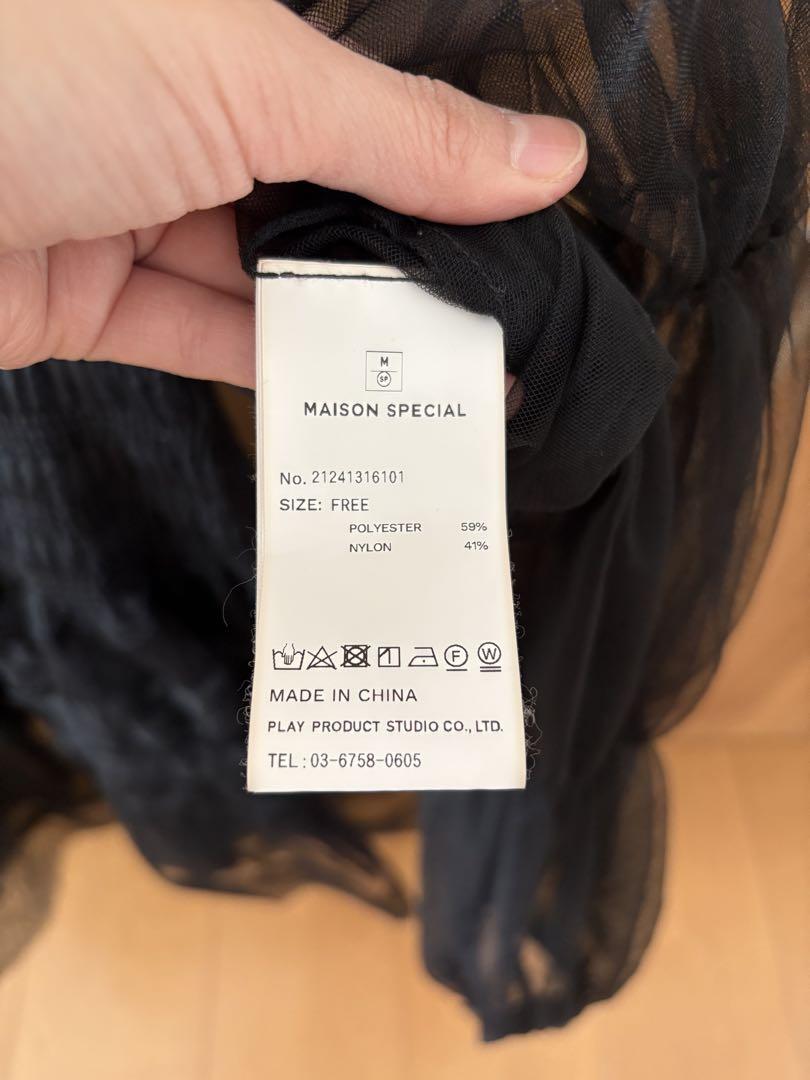 M
SP
MAISON SPECIAL
No. 21241316101
SIZE: FREE
POLYESTER 59%
NYLON 41%
F W
MADE IN CHINA
PLAY PRODUCT STUDIO CO., LTD.
TEL : 03-6758-0605